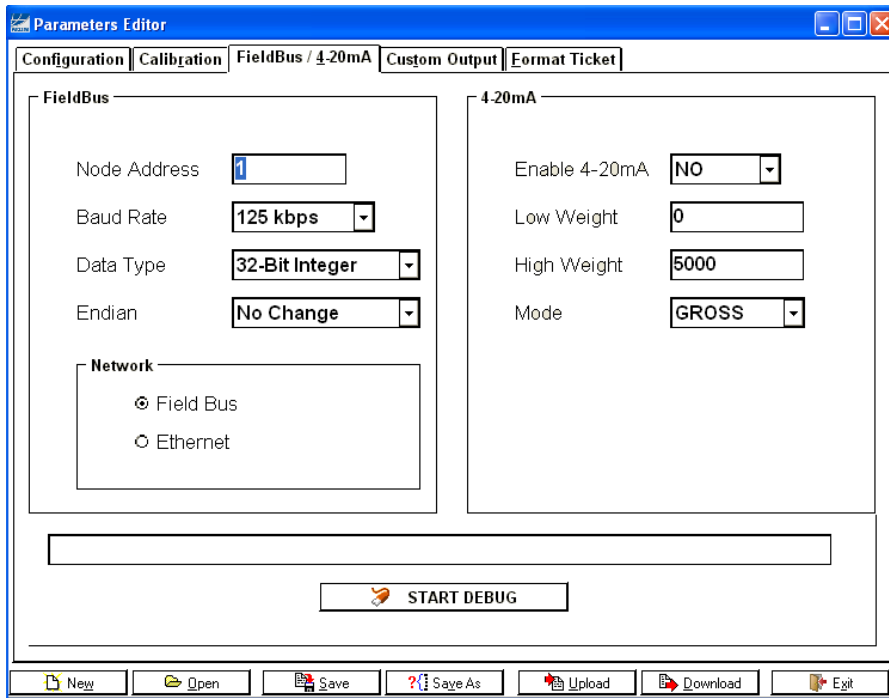 Parameters Editor
Configuration Calibration FieldBus / 4-20mA Custom Output Format Ticket
FieldBus
Node Address 1
Baud Rate 125 kbps
Data Type 32-Bit Integer
Endian No Change
Network
Field Bus
Ethernet
4-20mA
Enable 4-20mA NO
Low Weight 0
High Weight 5000
Mode GROSS
START DEBUG
New Open Save Save As Upload Download Exit